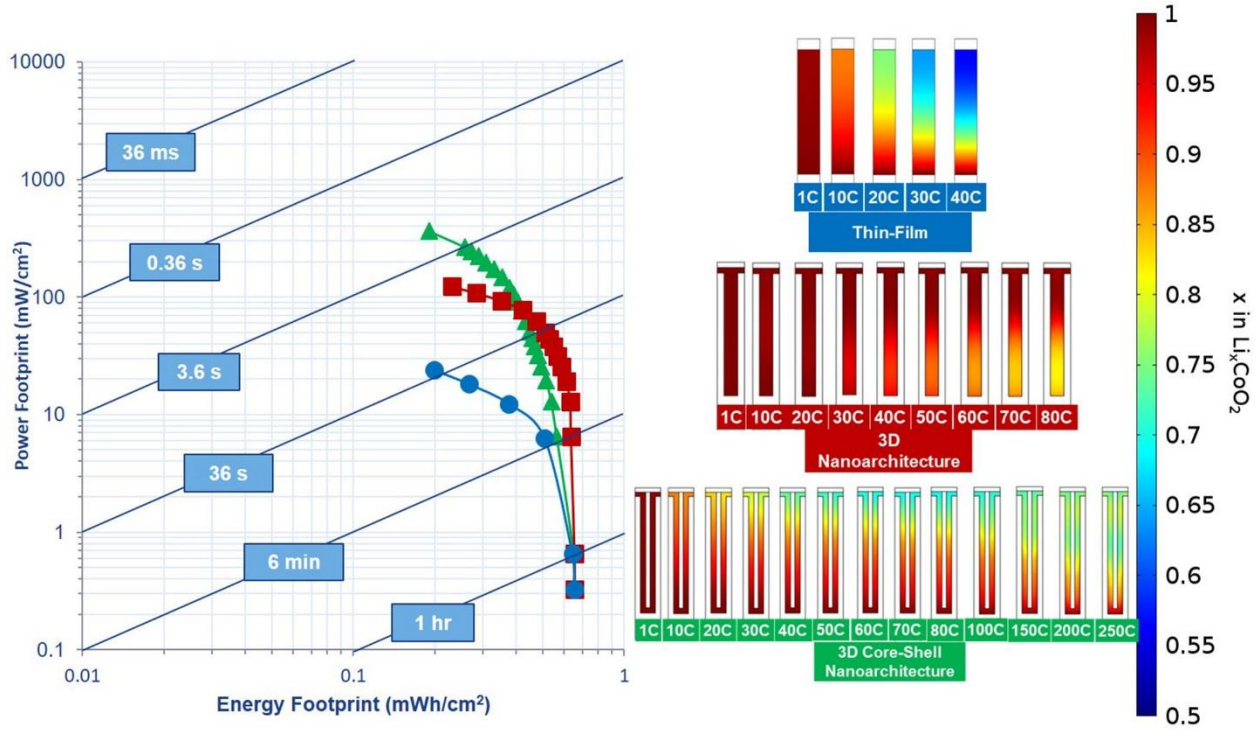 10000
1000
100
10
1
0.1
0.01
0.1
1
Power Footprint (mW/cm²)
Energy Footprint (mWh/cm²)
36 ms
0.36 s
3.6 s
36 s
6 min
1 hr
1C 10C 20C 30C 40C
Thin-Film
1C 10C 20C 30C 40C 50C 60C 70C 80C
3D
Nanoarchitecture
1C 10C 20C 30C 40C 50C 60C 70C 80C 100C 150C 200C 250C
3D Core-Shell
Nanoarchitecture
1
0.95
0.9
0.85
0.8
0.75
0.7
0.65
0.6
0.55
0.5
x in LiₓCoO₂